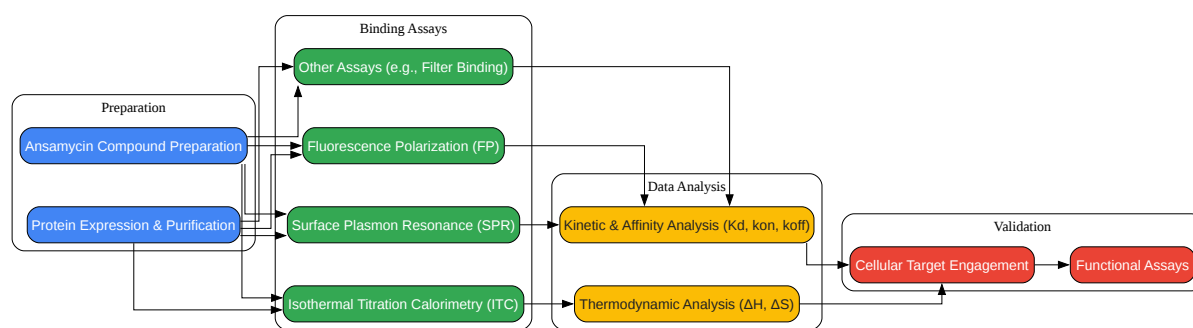 Preparation
Ansamycin Compound Preparation
Protein Expression & Purification
Binding Assays
Other Assays (e.g., Filter Binding)
Fluorescence Polarization (FP)
Surface Plasmon Resonance (SPR)
Isothermal Titration Calorimetry (ITC)
Data Analysis
Kinetic & Affinity Analysis (Kd, kon, koff)
Thermodynamic Analysis (ΔH, ΔS)
Validation
Cellular Target Engagement
Functional Assays